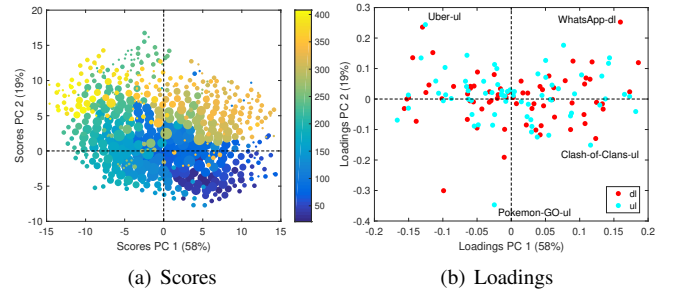 20
15
10
5
0
-5
-10
Scores PC 2 (19%)
-15 -10 -5 0 5 10 15
Scores PC 1 (58%)
400
350
300
250
200
150
100
50
(a) Scores
0.3
0.2
0.1
0
-0.1
-0.2
-0.3
-0.4
Loadings PC 2 (19%)
Uber-ul
WhatsApp-dl
Clash-of-Clans-ul
Pokemon-GO-ul
dl
ul
-0.2 -0.15 -0.1 -0.05 0 0.05 0.1 0.15 0.2
Loadings PC 1 (58%)
(b) Loadings